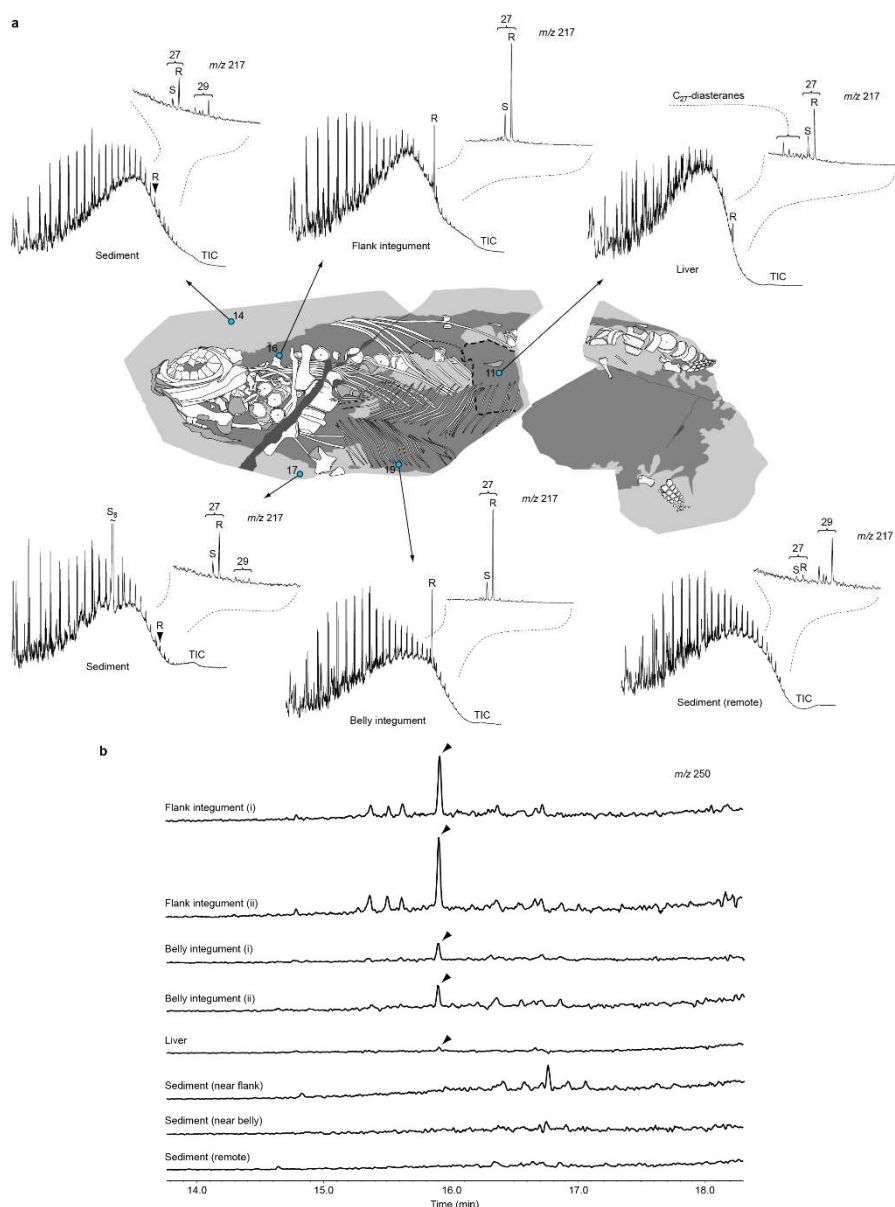 a
27
R
m/z 217
S
29
R
TIC
Sediment
27
R
m/z 217
S
R
TIC
Flank integument
C27-diasteranes
27
R
m/z 217
S
R
TIC
Liver
14
16
11
17
19
S8
27
R
m/z 217
S
29
R
TIC
Sediment
27
R
m/z 217
S
R
TIC
Belly integument
29
m/z 217
27
S R
TIC
Sediment (remote)
b
m/z 250
Flank integument (i)
Flank integument (ii)
Belly integument (i)
Belly integument (ii)
Liver
Sediment (near flank)
Sediment (near belly)
Sediment (remote)
14.0 15.0 16.0 17.0 18.0
Time (min)